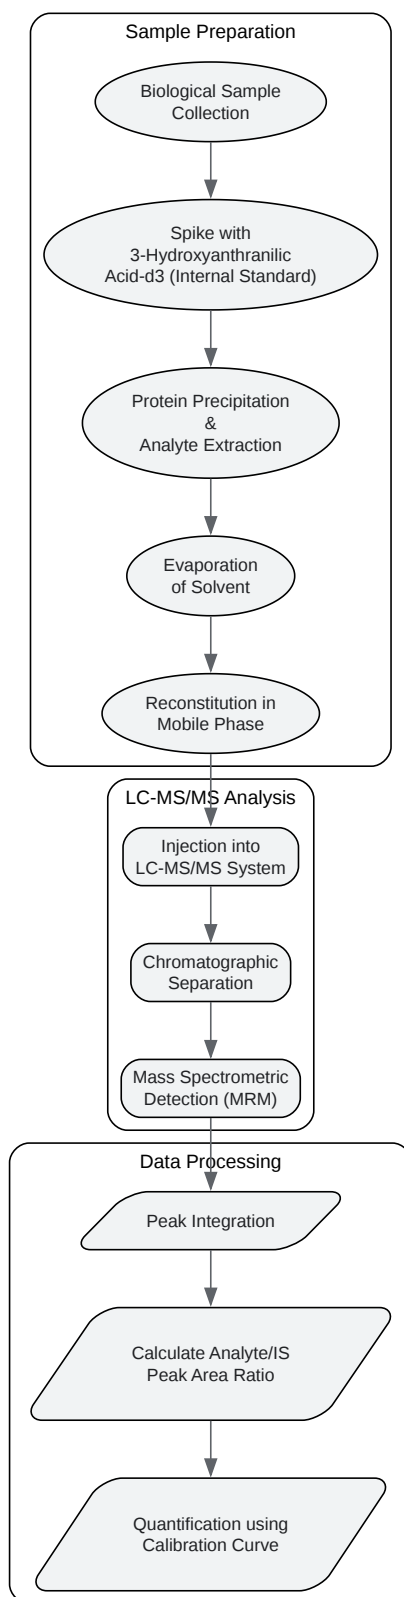 Sample Preparation
Biological Sample
Collection
Spike with
3-Hydroxyanthranilic
Acid-d3 (Internal Standard)
Protein Precipitation
&
Analyte Extraction
Evaporation
of Solvent
Reconstitution in
Mobile Phase
LC-MS/MS Analysis
Injection into
LC-MS/MS System
Chromatographic
Separation
Mass Spectrometric
Detection (MRM)
Data Processing
Peak Integration
Calculate Analyte/IS
Peak Area Ratio
Quantification using
Calibration Curve